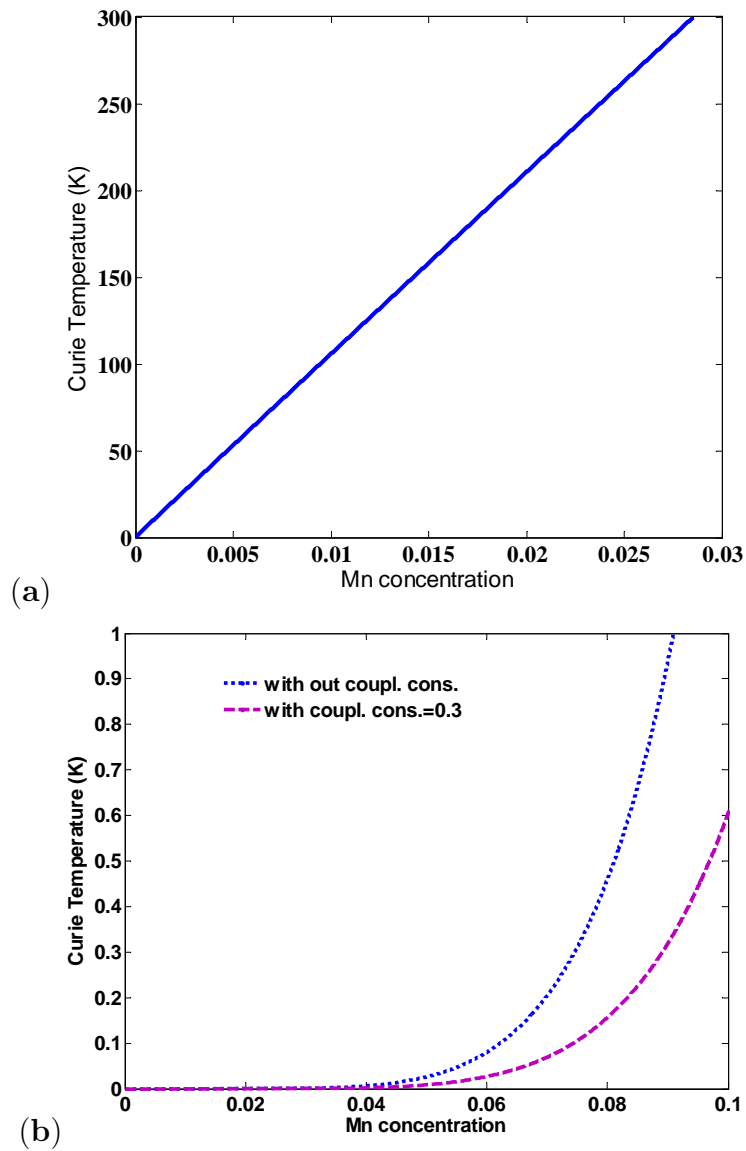 300
250
200
150
100
50
0
Curie Temperature (K)
0 0.005 0.01 0.015 0.02 0.025 0.03
Mn concentration
(a)
1
0.9
0.8
0.7
0.6
0.5
0.4
0.3
0.2
0.1
0
Curie Temperature (K)
with out coupl. cons.
with coupl. cons.=0.3
0 0.02 0.04 0.06 0.08 0.1
Mn concentration
(b)